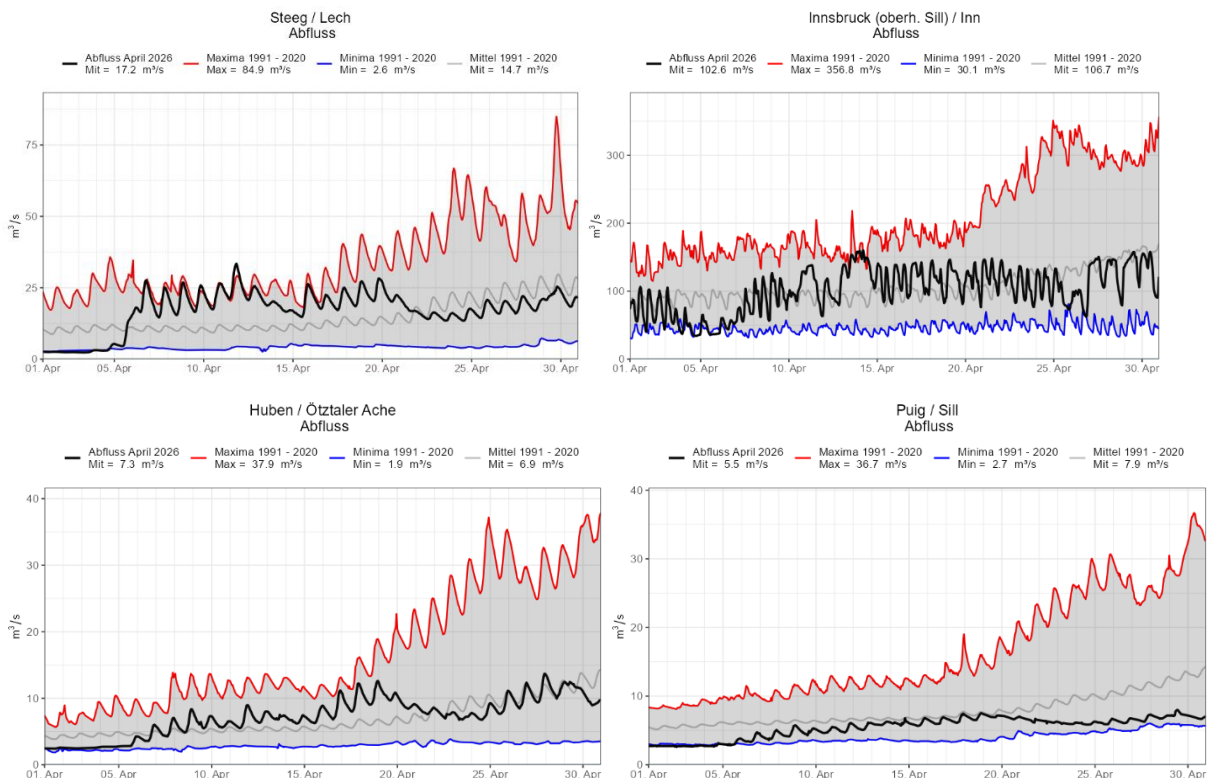 Steeg / Lech
Abfluss
Abfluss April 2026 Maxima 1991 - 2020 Minima 1991 - 2020 Mittel 1991 - 2020
Mit = 17.2 m³/s Max = 84.9 m³/s Min = 2.6 m³/s Mit = 14.7 m³/s
75
50
25
0
m³/s
01. Apr 05. Apr 10. Apr 15. Apr 20. Apr 25. Apr 30. Apr
Innsbruck (oberh. Sill) / Inn
Abfluss
Abfluss April 2026 Maxima 1991 - 2020 Minima 1991 - 2020 Mittel 1991 - 2020
Mit = 102.6 m³/s Max = 356.8 m³/s Min = 30.1 m³/s Mit = 106.7 m³/s
300
200
100
0
m³/s
01. Apr 05. Apr 10. Apr 15. Apr 20. Apr 25. Apr 30. Apr
Huben / Ötztaler Ache
Abfluss
Abfluss April 2026 Maxima 1991 - 2020 Minima 1991 - 2020 Mittel 1991 - 2020
Mit = 7.3 m³/s Max = 37.9 m³/s Min = 1.9 m³/s Mit = 6.9 m³/s
40
30
20
10
0
m³/s
01. Apr 05. Apr 10. Apr 15. Apr 20. Apr 25. Apr 30. Apr
Puig / Sill
Abfluss
Abfluss April 2026 Maxima 1991 - 2020 Minima 1991 - 2020 Mittel 1991 - 2020
Mit = 5.5 m³/s Max = 36.7 m³/s Min = 2.7 m³/s Mit = 7.9 m³/s
40
30
20
10
0
m³/s
01. Apr 05. Apr 10. Apr 15. Apr 20. Apr 25. Apr 30. Apr